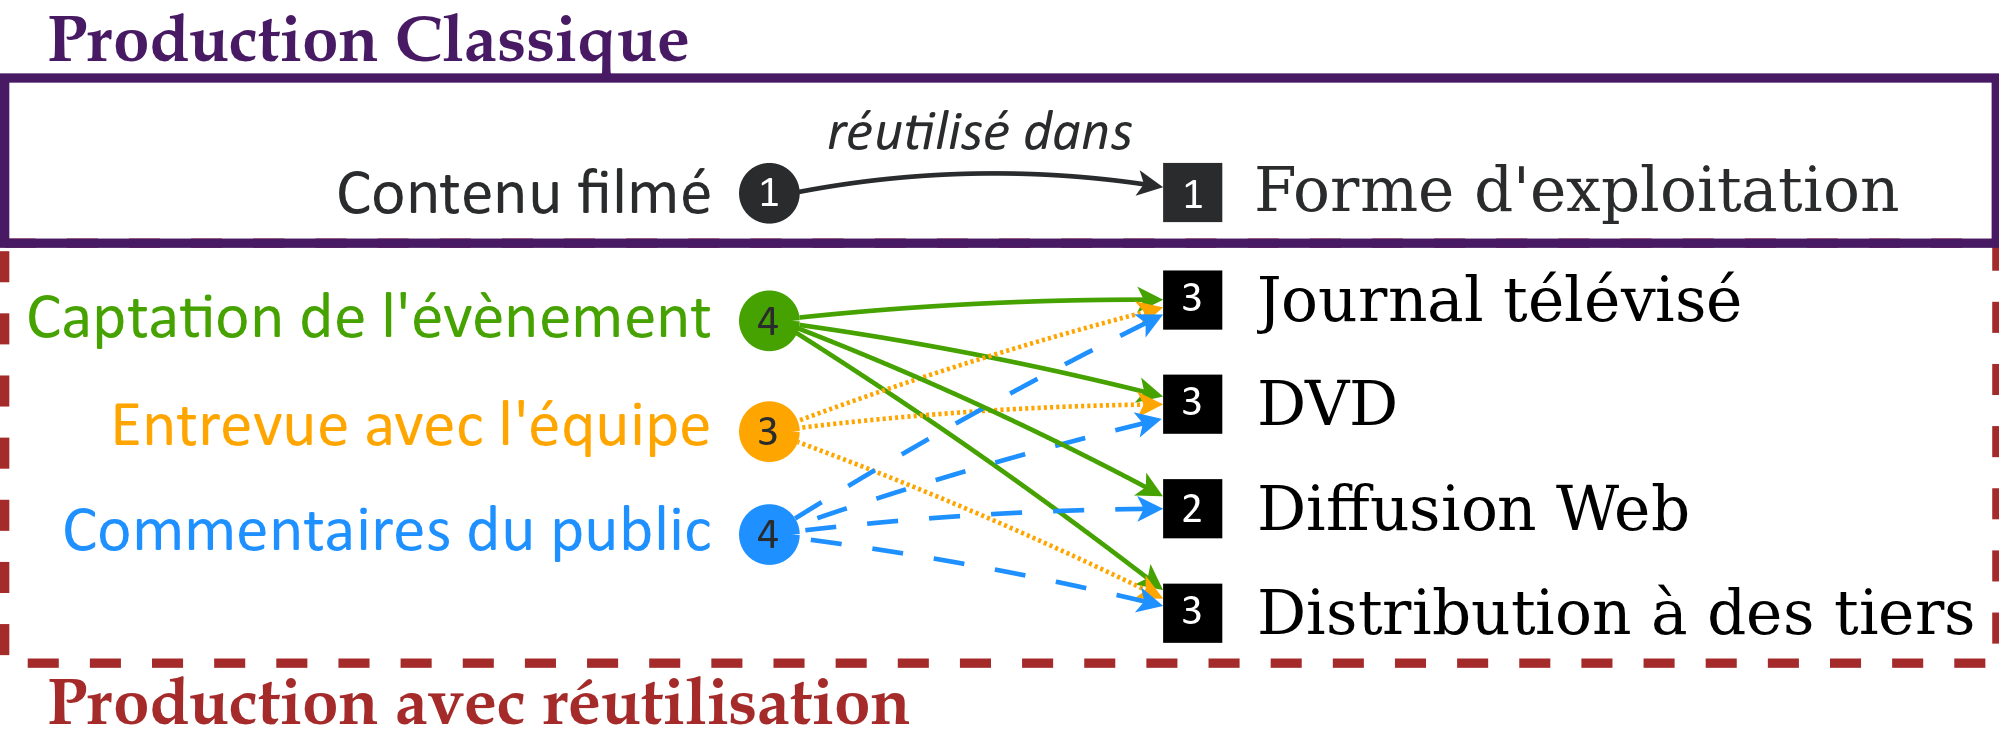 Production Classique
réutilisé dans
Contenu filmé 1 1 Forme d'exploitation
Captation de l'évènement 4 3 Journal télévisé
Entrevue avec l'équipe 3 3 DVD
Commentaires du public 4 2 Diffusion Web
3 Distribution à des tiers
Production avec réutilisation